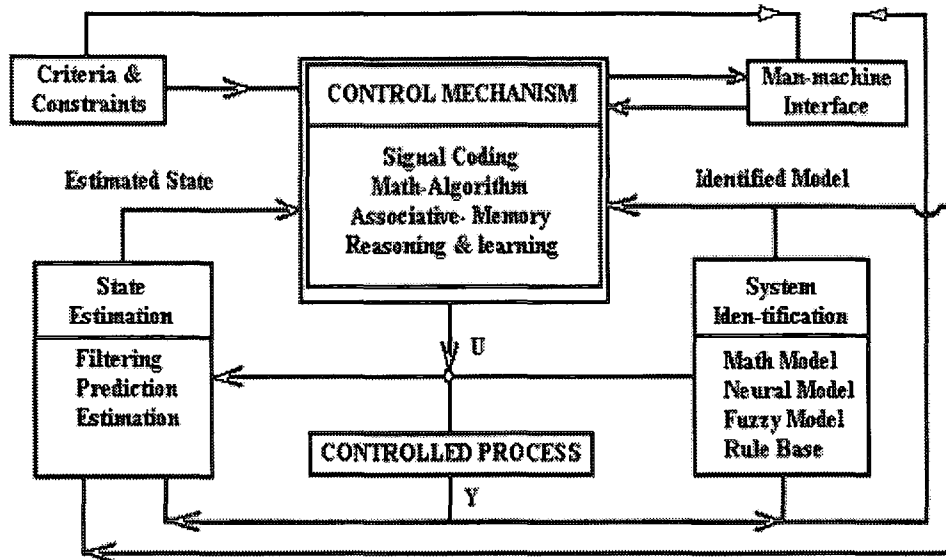 Criteria &
Constraints
CONTROL MECHANISM
Man-machine
Interface
Signal Coding
Math-Algorithm
Associative- Memory
Reasoning & learning
Estimated State
Identified Model
State
Estimation
Filtering
Prediction
Estimation
U
System
Iden-tification
Math Model
Neural Model
Fuzzy Model
Rule Base
CONTROLLED PROCESS
Y